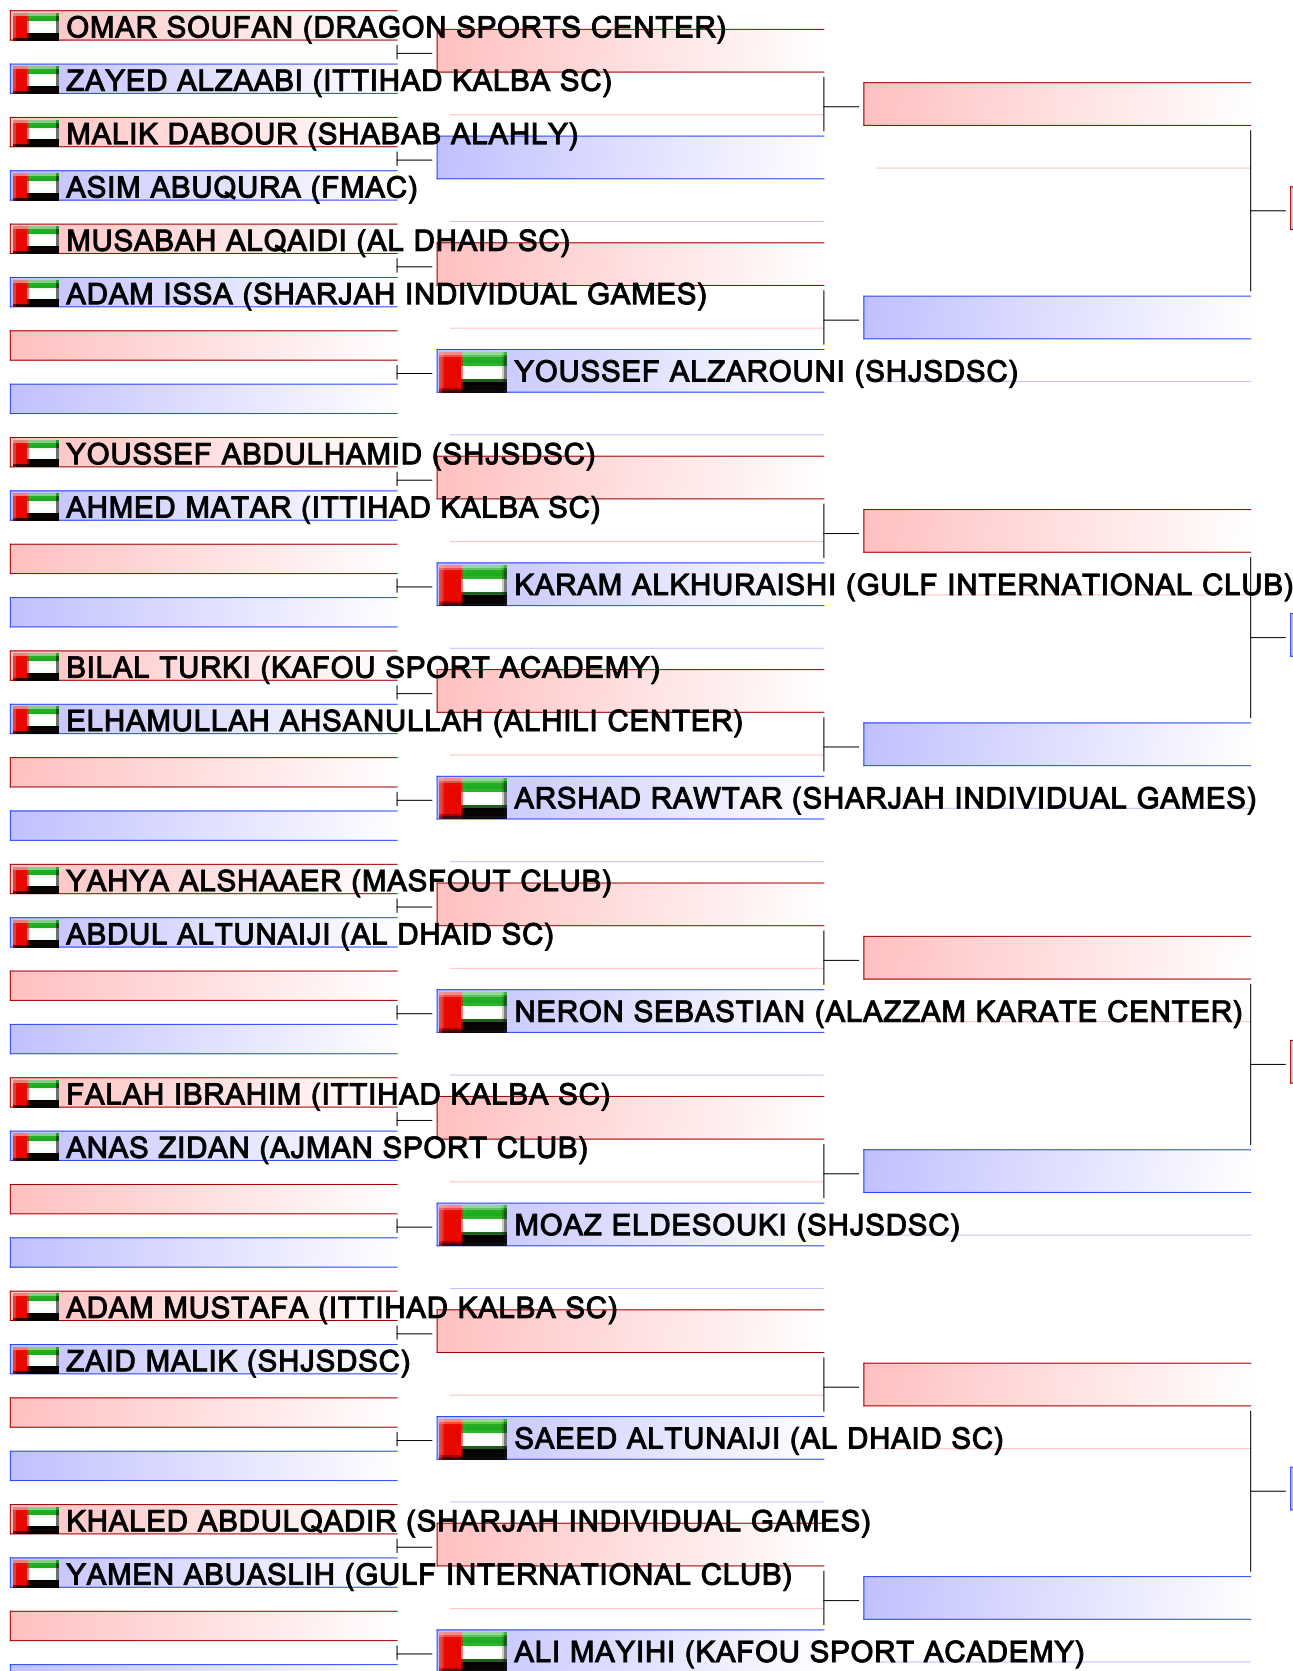 OMAR SOUFAN (DRAGON SPORTS CENTER)
ZAYED ALZAABI (ITTIHAD KALBA SC)
MALIK DABOUR (SHABAB ALAHLY)
ASIM ABUQURA (FMAC)
MUSABAH ALQAIDI (AL DHAID SC)
ADAM ISSA (SHARJAH INDIVIDUAL GAMES)
YOUSSEF ALZAROUNI (SHJSDSC)
YOUSSEF ABDULHAMID (SHJSDSC)
AHMED MATAR (ITTIHAD KALBA SC)
KARAM ALKHURAISHI (GULF INTERNATIONAL CLUB)
BILAL TURKI (KAFOU SPORT ACADEMY)
ELHAMULLAH AHSANULLAH (ALHILI CENTER)
ARSHAD RAWTAR (SHARJAH INDIVIDUAL GAMES)
YAHYA ALSHAAER (MASFOUT CLUB)
ABDUL ALTUNAIJI (AL DHAID SC)
NERON SEBASTIAN (ALAZZAM KARATE CENTER)
FALAH IBRAHIM (ITTIHAD KALBA SC)
ANAS ZIDAN (AJMAN SPORT CLUB)
MOAZ ELDESOUKI (SHJSDSC)
ADAM MUSTAFA (ITTIHAD KALBA SC)
ZAID MALIK (SHJSDSC)
SAEED ALTUNAIJI (AL DHAID SC)
KHALED ABDULQADIR (SHARJAH INDIVIDUAL GAMES)
YAMEN ABUASLIH (GULF INTERNATIONAL CLUB)
ALI MAYIHI (KAFOU SPORT ACADEMY)